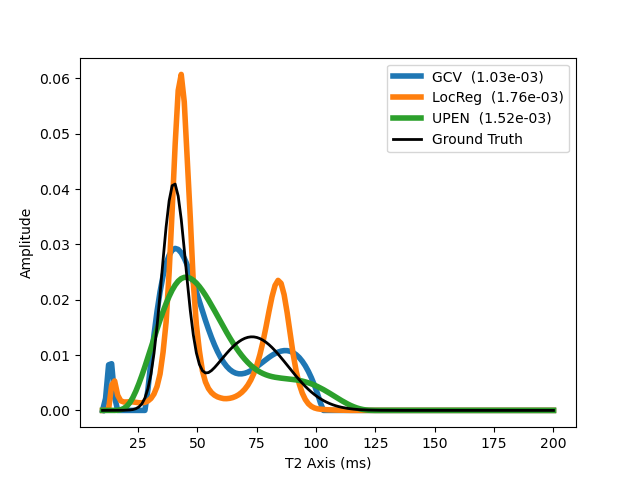 GCV (1.03e-03)
LocReg (1.76e-03)
UPEN (1.52e-03)
Ground Truth
0.06
0.05
0.04
0.03
0.02
0.01
0.00
Amplitude
25 50 75 100 125 150 175 200
T2 Axis (ms)